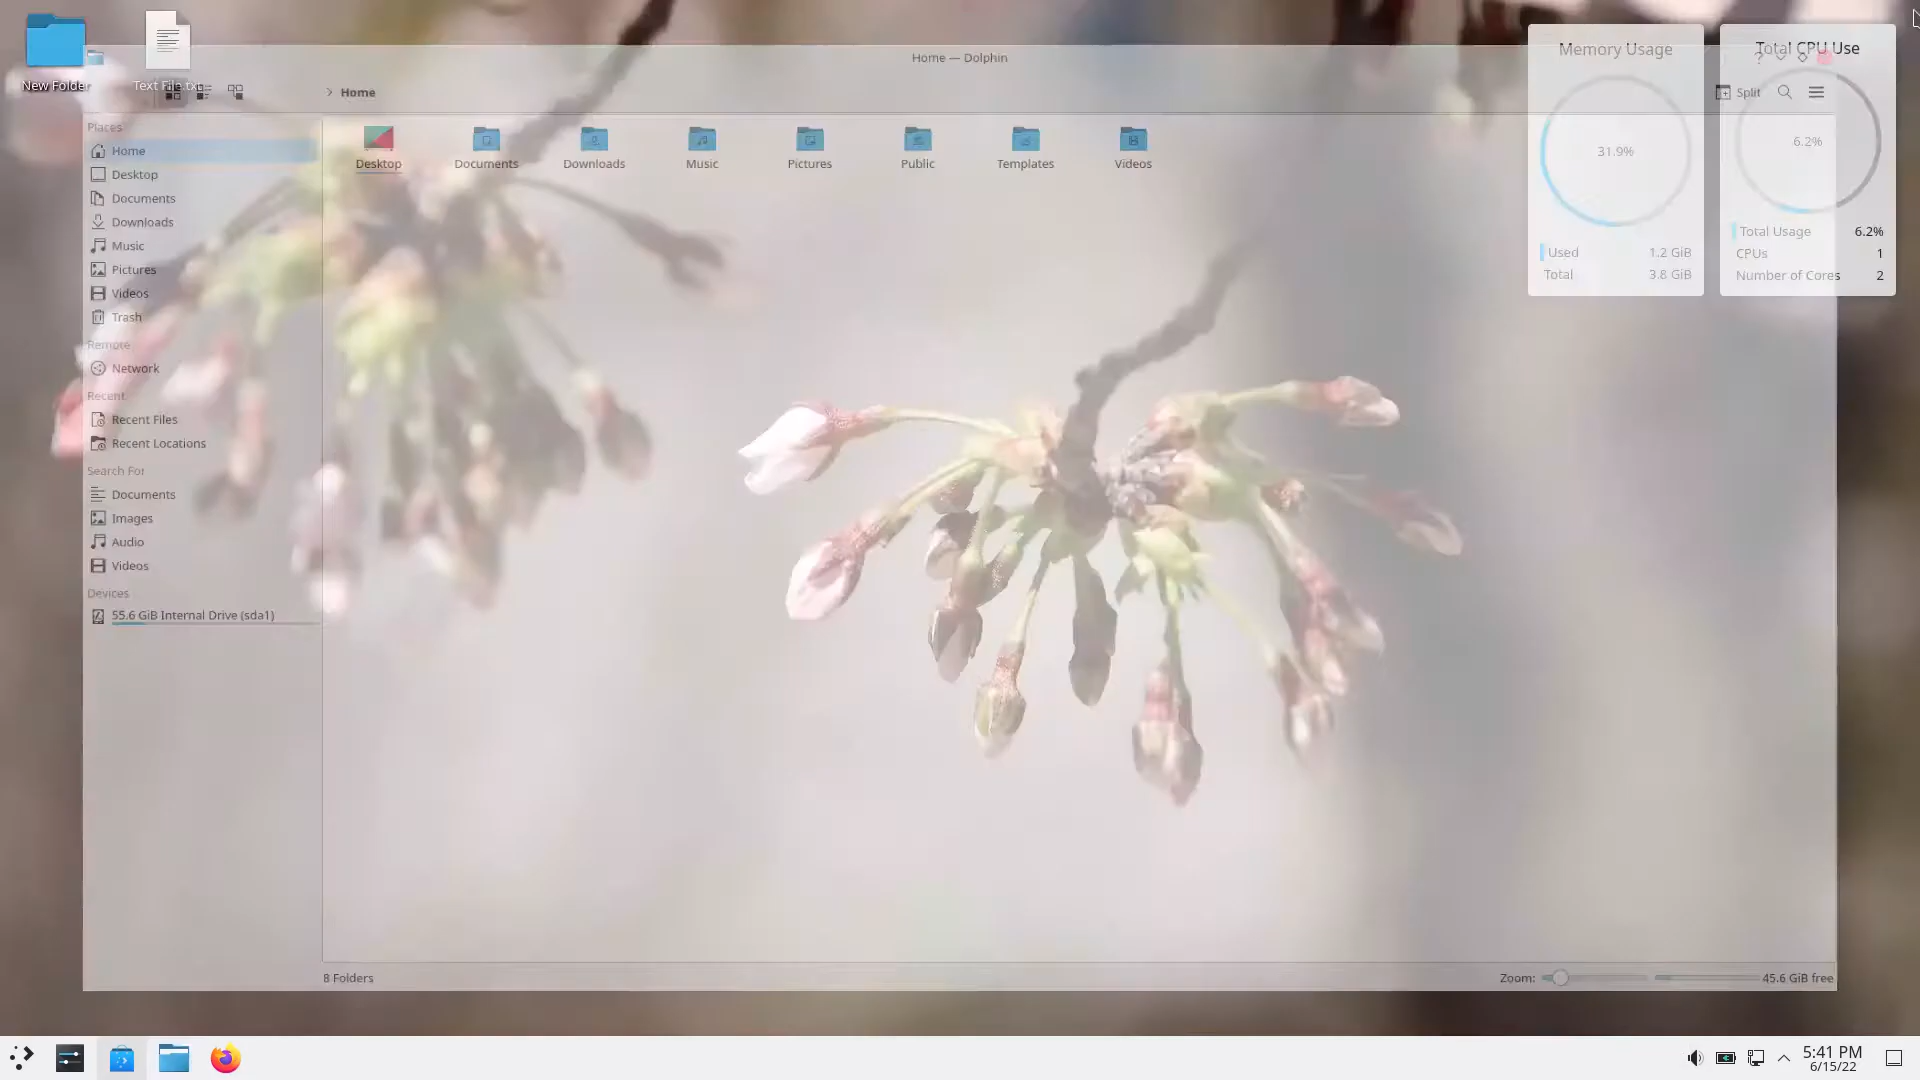 New Folder
Text File.txt
Home — Dolphin
Home
Split
Places
Home
Desktop
Documents
Downloads
Music
Pictures
Videos
Trash
Remote
Network
Recent
Recent Files
Recent Locations
Search For
Documents
Images
Audio
Videos
Devices
55.6 GiB Internal Drive (sda1)
Desktop
Documents
Downloads
Music
Pictures
Public
Templates
Videos
Memory Usage
31.9%
Used 1.2 GiB
Total 3.8 GiB
Total CPU Use
6.2%
Total Usage 6.2%
CPUs 1
Number of Cores 2
8 Folders
Zoom:
45.6 GiB free
5:41 PM
6/15/22